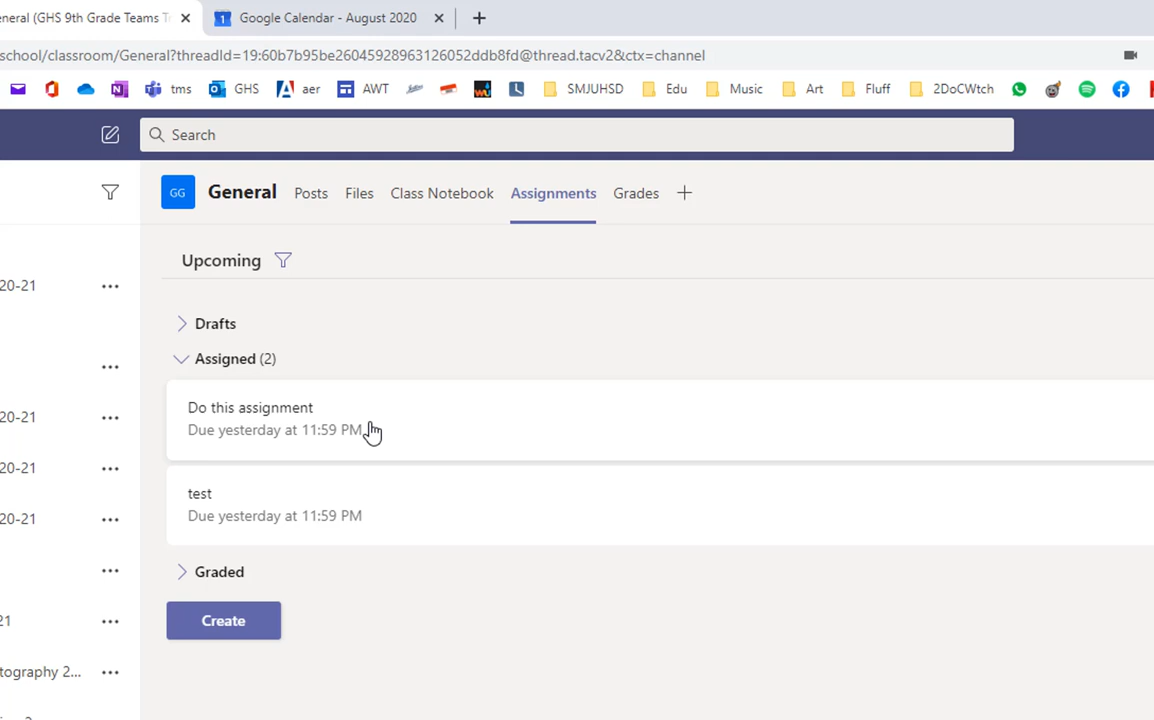 eneral (GHS 9th Grade Teams Tr
Google Calendar - August 2020
school/classroom/General?threadId=19:60b7b95be26045928963126052ddb8fd@thread.tacv2&ctx=channel
tms GHS aer AWT SMJUHSD Edu Music Art Fluff 2DoCWtch
Search
GG General Posts Files Class Notebook Assignments Grades
Upcoming
20-21
Drafts
Assigned (2)
Do this assignment
20-21
Due yesterday at 11:59 PM
20-21
test
Due yesterday at 11:59 PM
20-21
Graded
21
Create
tography 2...